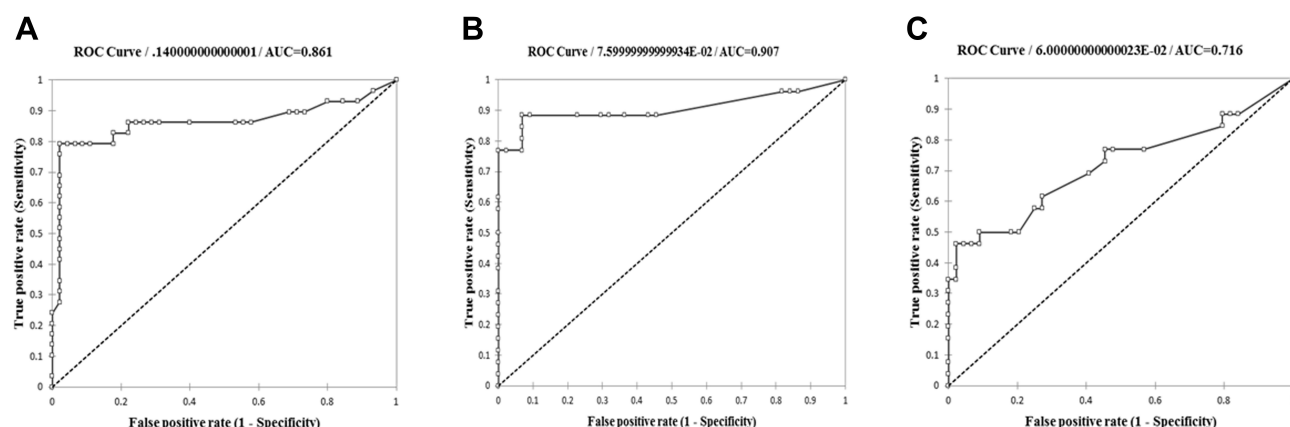 A
ROC Curve / .140000000000001 / AUC=0.861
1
0.9
0.8
0.7
0.6
0.5
0.4
0.3
0.2
0.1
0
True positive rate (Sensitivity)
0 0.2 0.4 0.6 0.8 1
False positive rate (1 - Specificity)
B
ROC Curve / 7.59999999999934E-02 / AUC=0.907
1
0.9
0.8
0.7
0.6
0.5
0.4
0.3
0.2
0.1
0
True positive rate (Sensitivity)
0 0.1 0.2 0.3 0.4 0.5 0.6 0.7 0.8 0.9 1
False positive rate (1 - Specificity)
C
ROC Curve / 6.00000000000023E-02 / AUC=0.716
1
0.9
0.8
0.7
0.6
0.5
0.4
0.3
0.2
0.1
0
True positive rate (Sensitivity)
0 0.2 0.4 0.6 0.8
False positive rate (1 - Specificity)